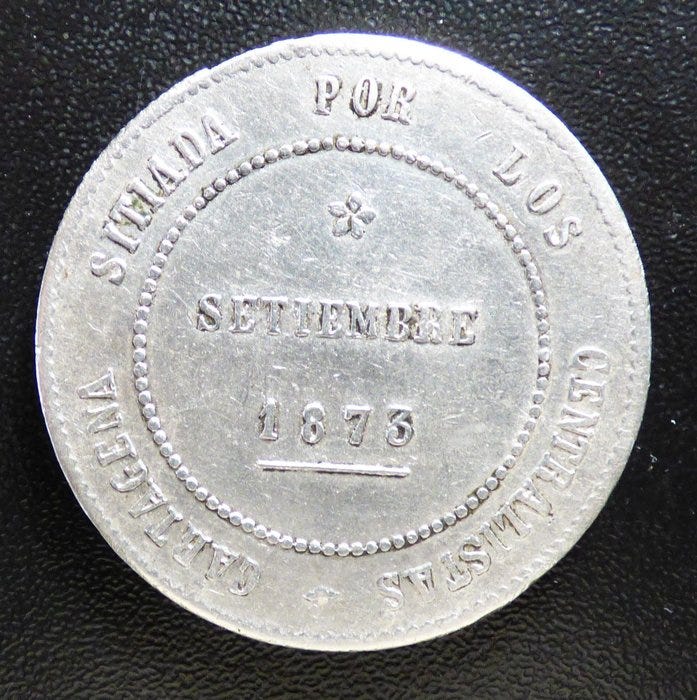 CARTAGENA SITIADA POR LOS CENTRALISTAS
SETIEMBRE
1873